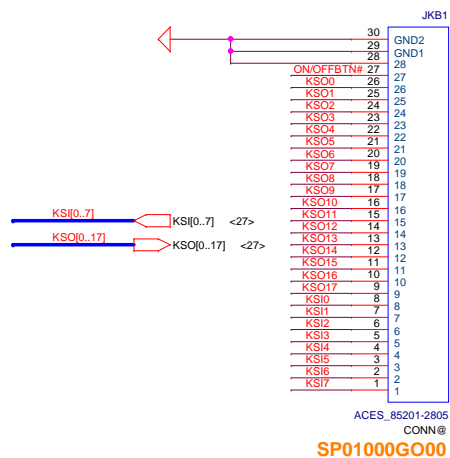 JKB1
30 GND2
29 GND1
28 28
ON/OFFBTN# 27 27
KSO0 26 26
KSO1 25 25
KSO2 24 24
KSO3 23 23
KSO4 22 22
KSO5 21 21
KSO6 20 20
KSO7 19 19
KSO8 18 18
KSO9 17 17
KSO10 16 16
KSO11 15 15
KSO12 14 14
KSO13 13 13
KSO14 12 12
KSO15 11 11
KSO16 10 10
KSO17 9 9
KSI0 8 8
KSI1 7 7
KSI2 6 6
KSI3 5 5
KSI4 4 4
KSI5 3 3
KSI6 2 2
KSI7 1 1
KSI[0..7] KSI[0..7] <27>
KSO[0..17] KSO[0..17] <27>
ACES_85201-2805
CONN@
SP01000GO00